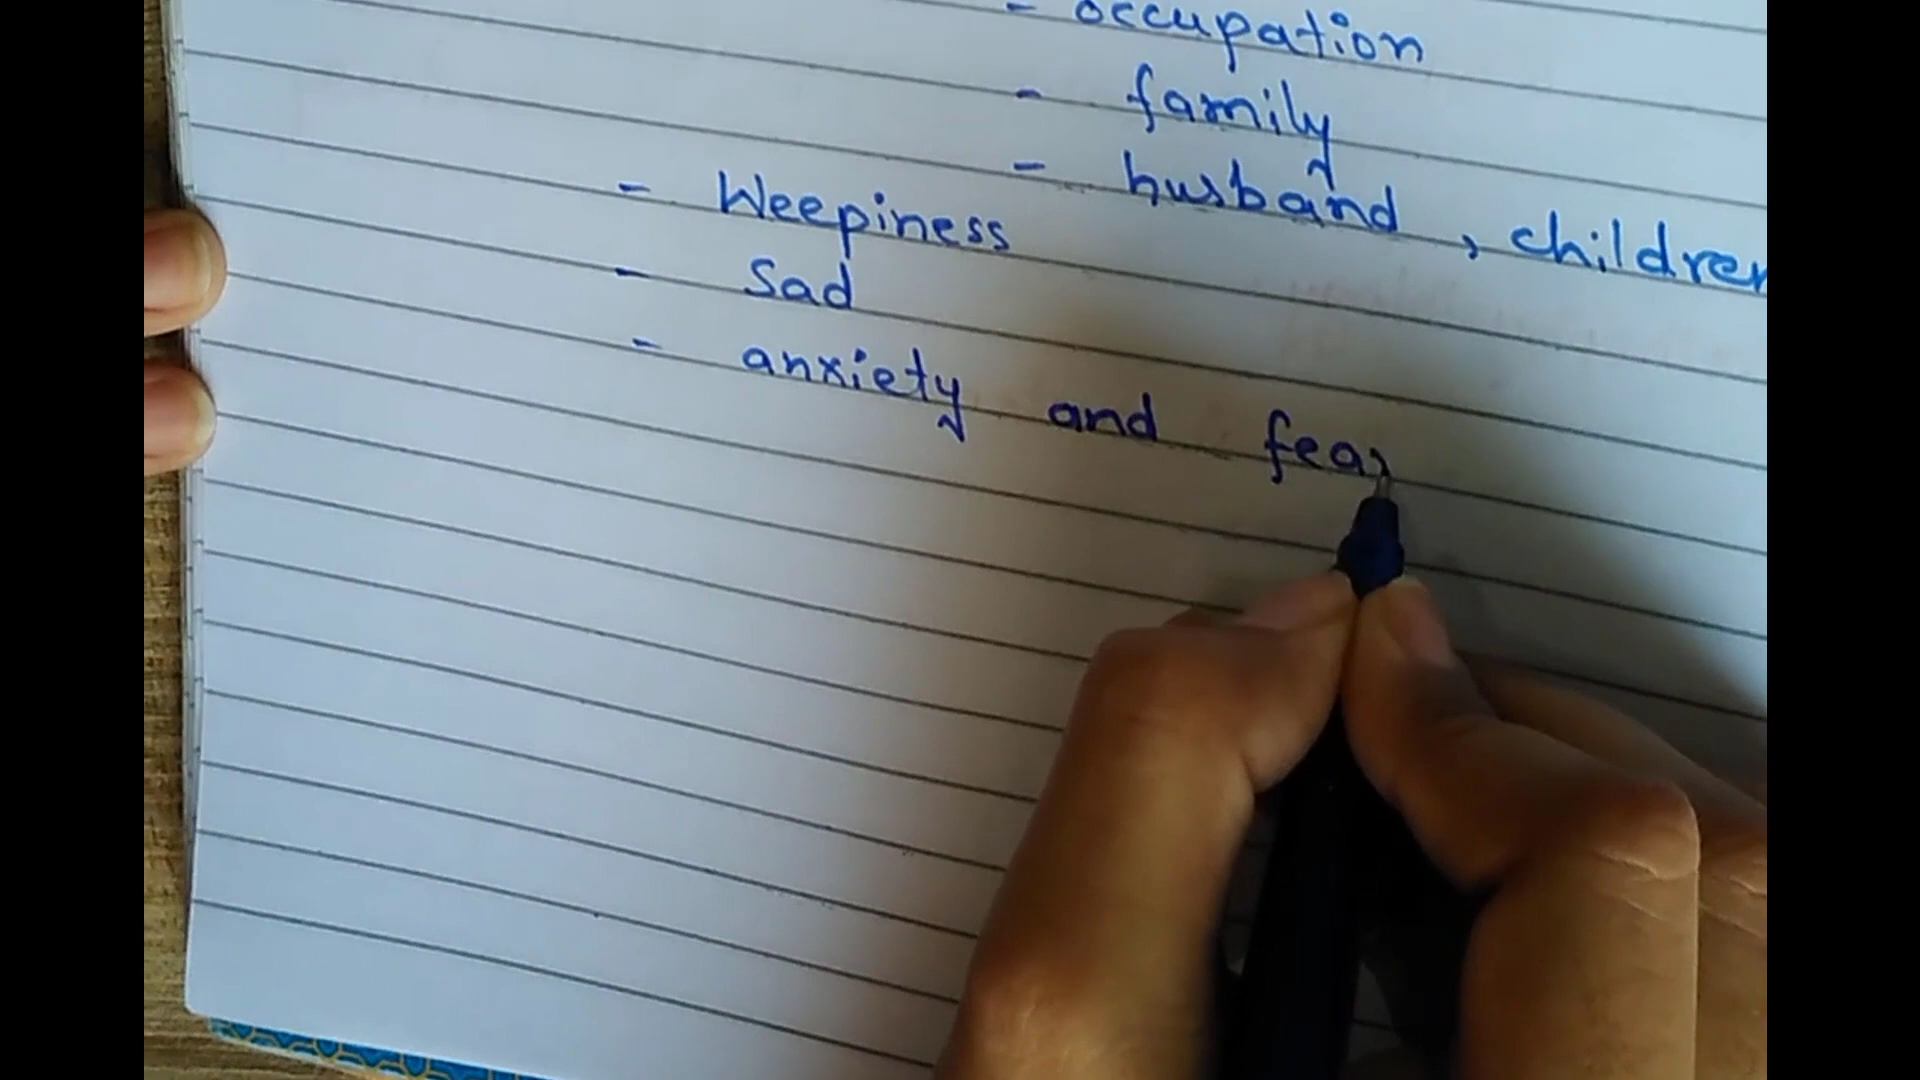 - occupation
- family
- husband, children
- Weepiness
- Sad
- anxiety and fear